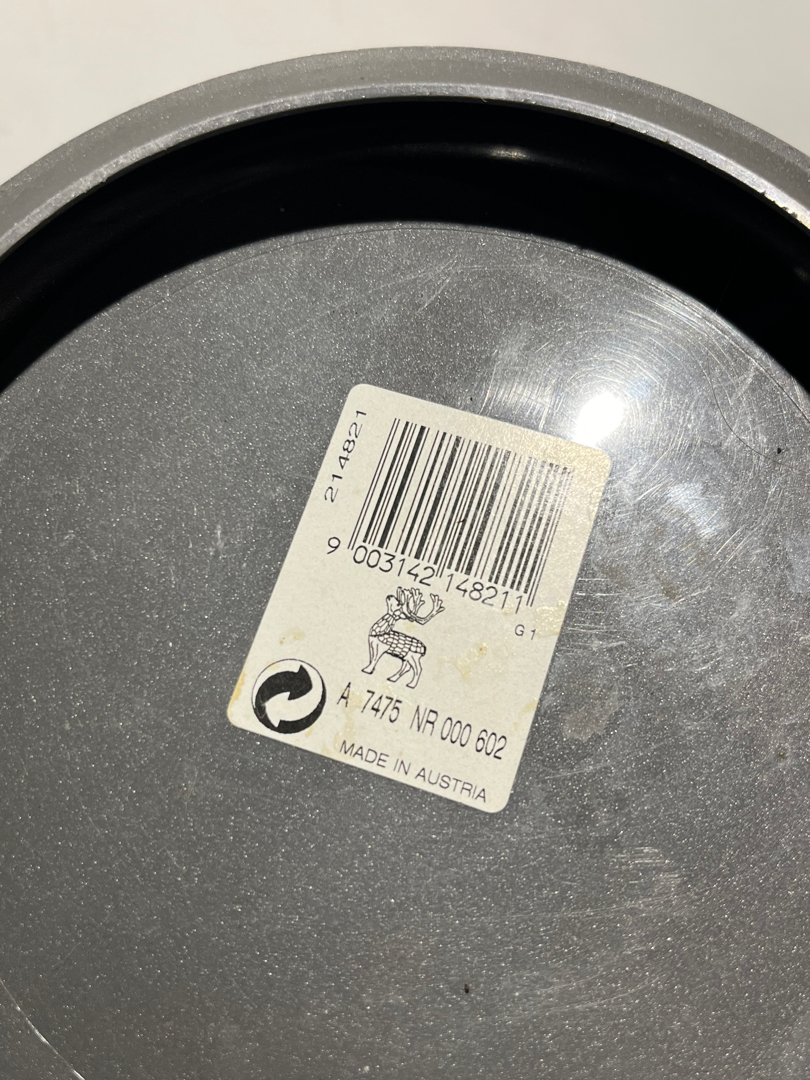 214821
9 003142 148211
G1
A 7475 NR 000 602
MADE IN AUSTRIA